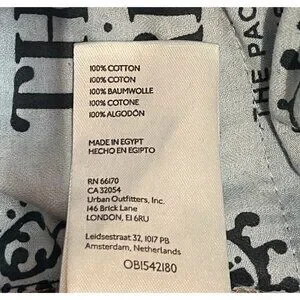 TH
THE PAC
100% COTTON
100% COTON
100% BAUMWOLLE
100% COTONE
100% ALGODÓN
MADE IN EGYPT
HECHO EN EGIPTO
RN 66170
CA 32054
Urban Outfitters, Inc.
146 Brick Lane
LONDON, E1 6RU
Leidsestraat 32, 1017 PB
Amsterdam, Netherlands
OB1542180